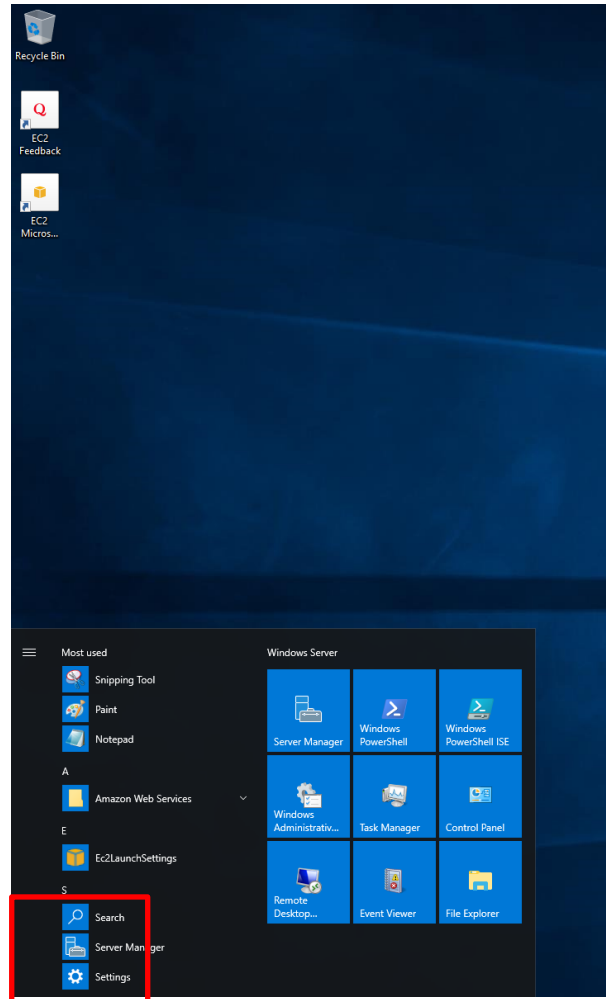 Recycle Bin
Q
EC2
Feedback
EC2
Micros...
Most used
Snipping Tool
Paint
Notepad
A
Amazon Web Services
E
Ec2LaunchSettings
S
Search
Server Manager
Settings
Windows Server
Server Manager
Windows
PowerShell
Windows
PowerShell ISE
Windows
Administrativ...
Task Manager
Control Panel
Remote
Desktop...
Event Viewer
File Explorer